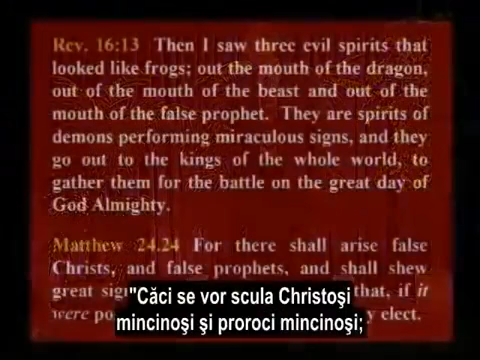 Rev. 16:13 Then I saw three evil spirits that
looked like frogs; out the mouth of the dragon,
out of the mouth of the beast and out of the
mouth of the false prophet. They are spirits of
demons performing miraculous signs, and they
go out to the kings of the whole world, to
gather them for the battle on the great day of
God Almighty.
Matthew 24.24 For there shall arise false
Christs, and false prophets, and shall shew
great that, if it
were elect.
"Căci se vor scula Christoşi
mincinoşi şi proroci mincinoşi;